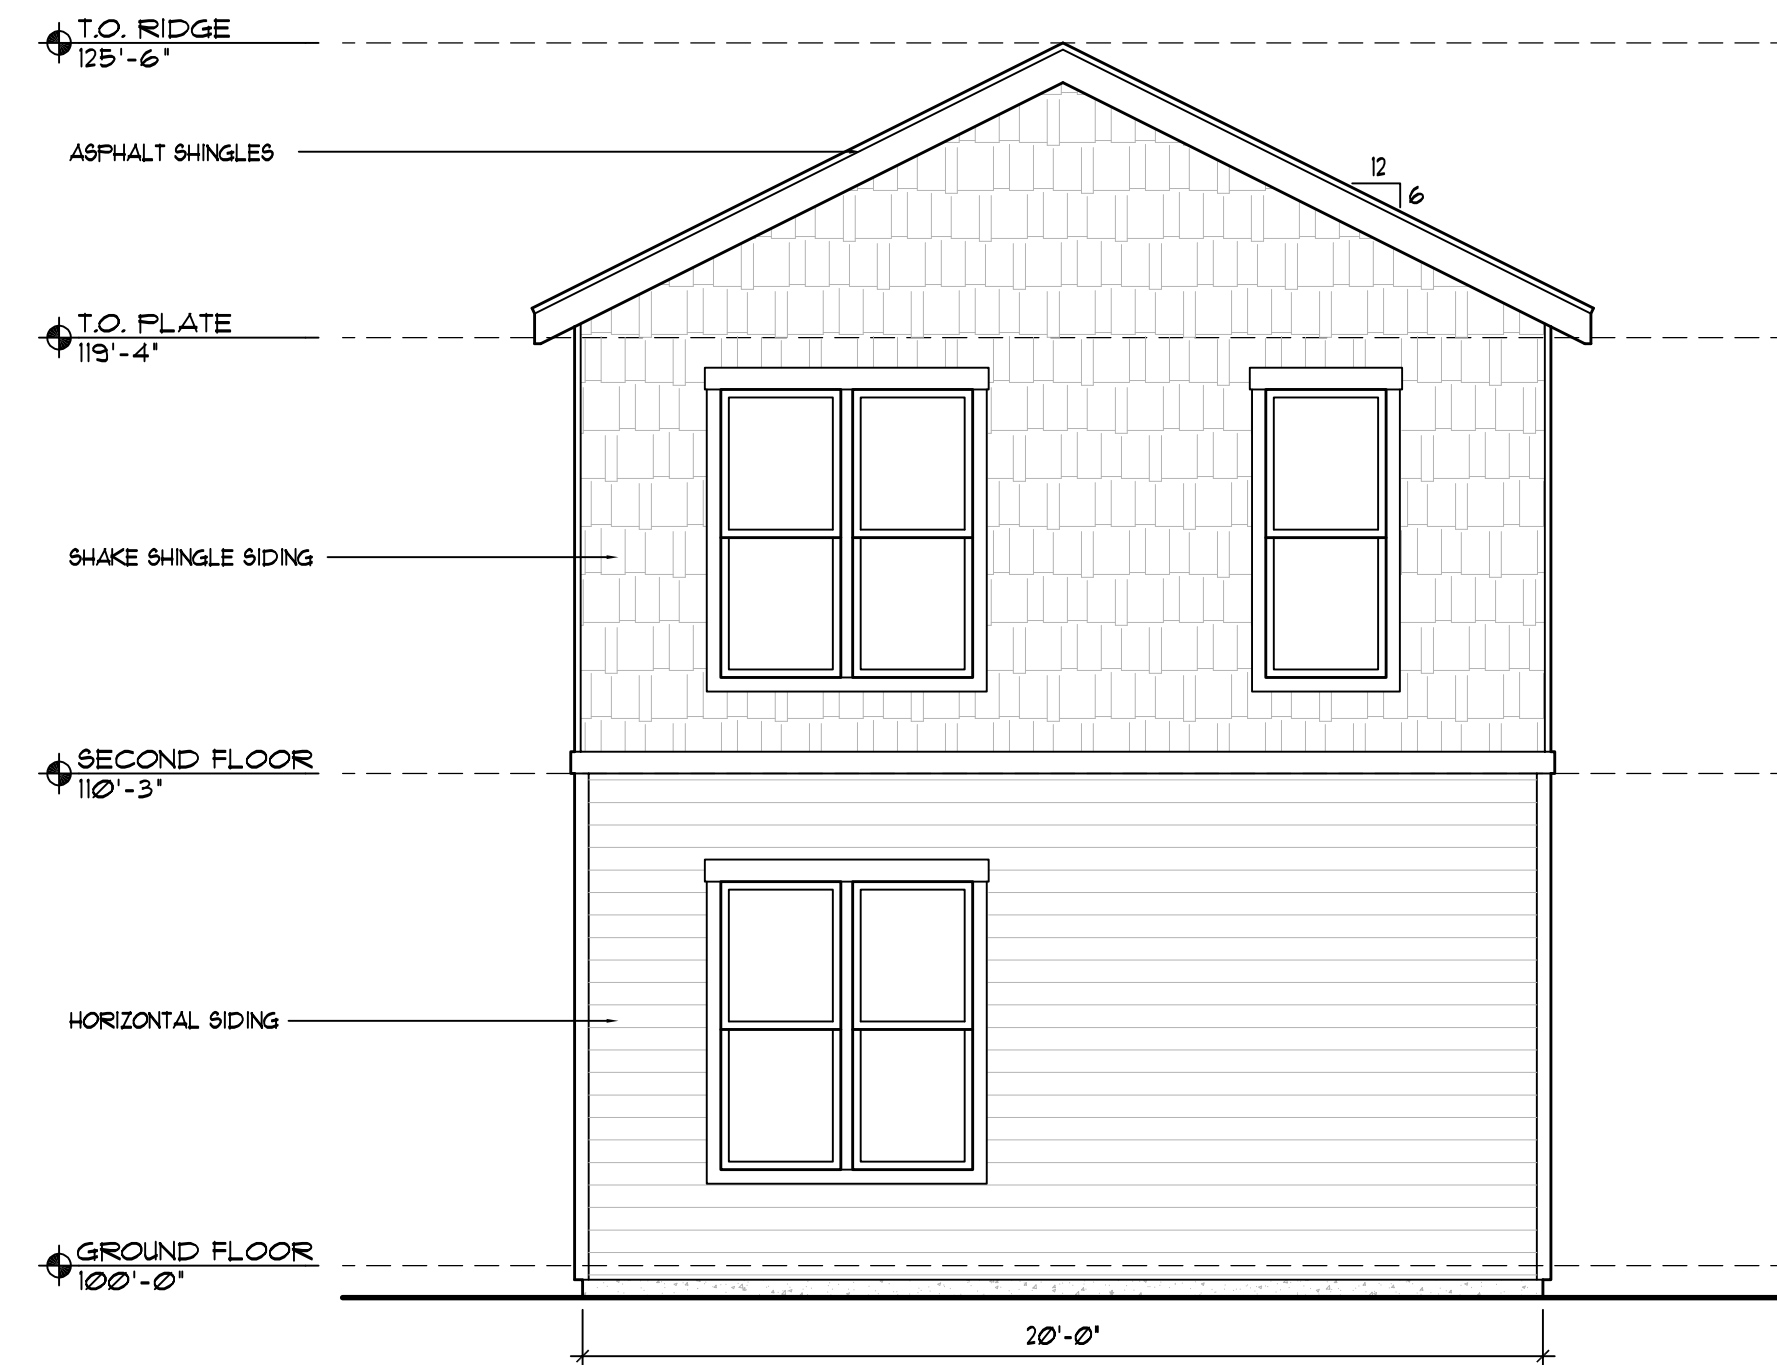 T.O. RIDGE
125'-6"
ASPHALT SHINGLES
12
6
T.O. PLATE
119'-4"
SHAKE SHINGLE SIDING
SECOND FLOOR
110'-3"
HORIZONTAL SIDING
GROUND FLOOR
100'-0"
20'-0"